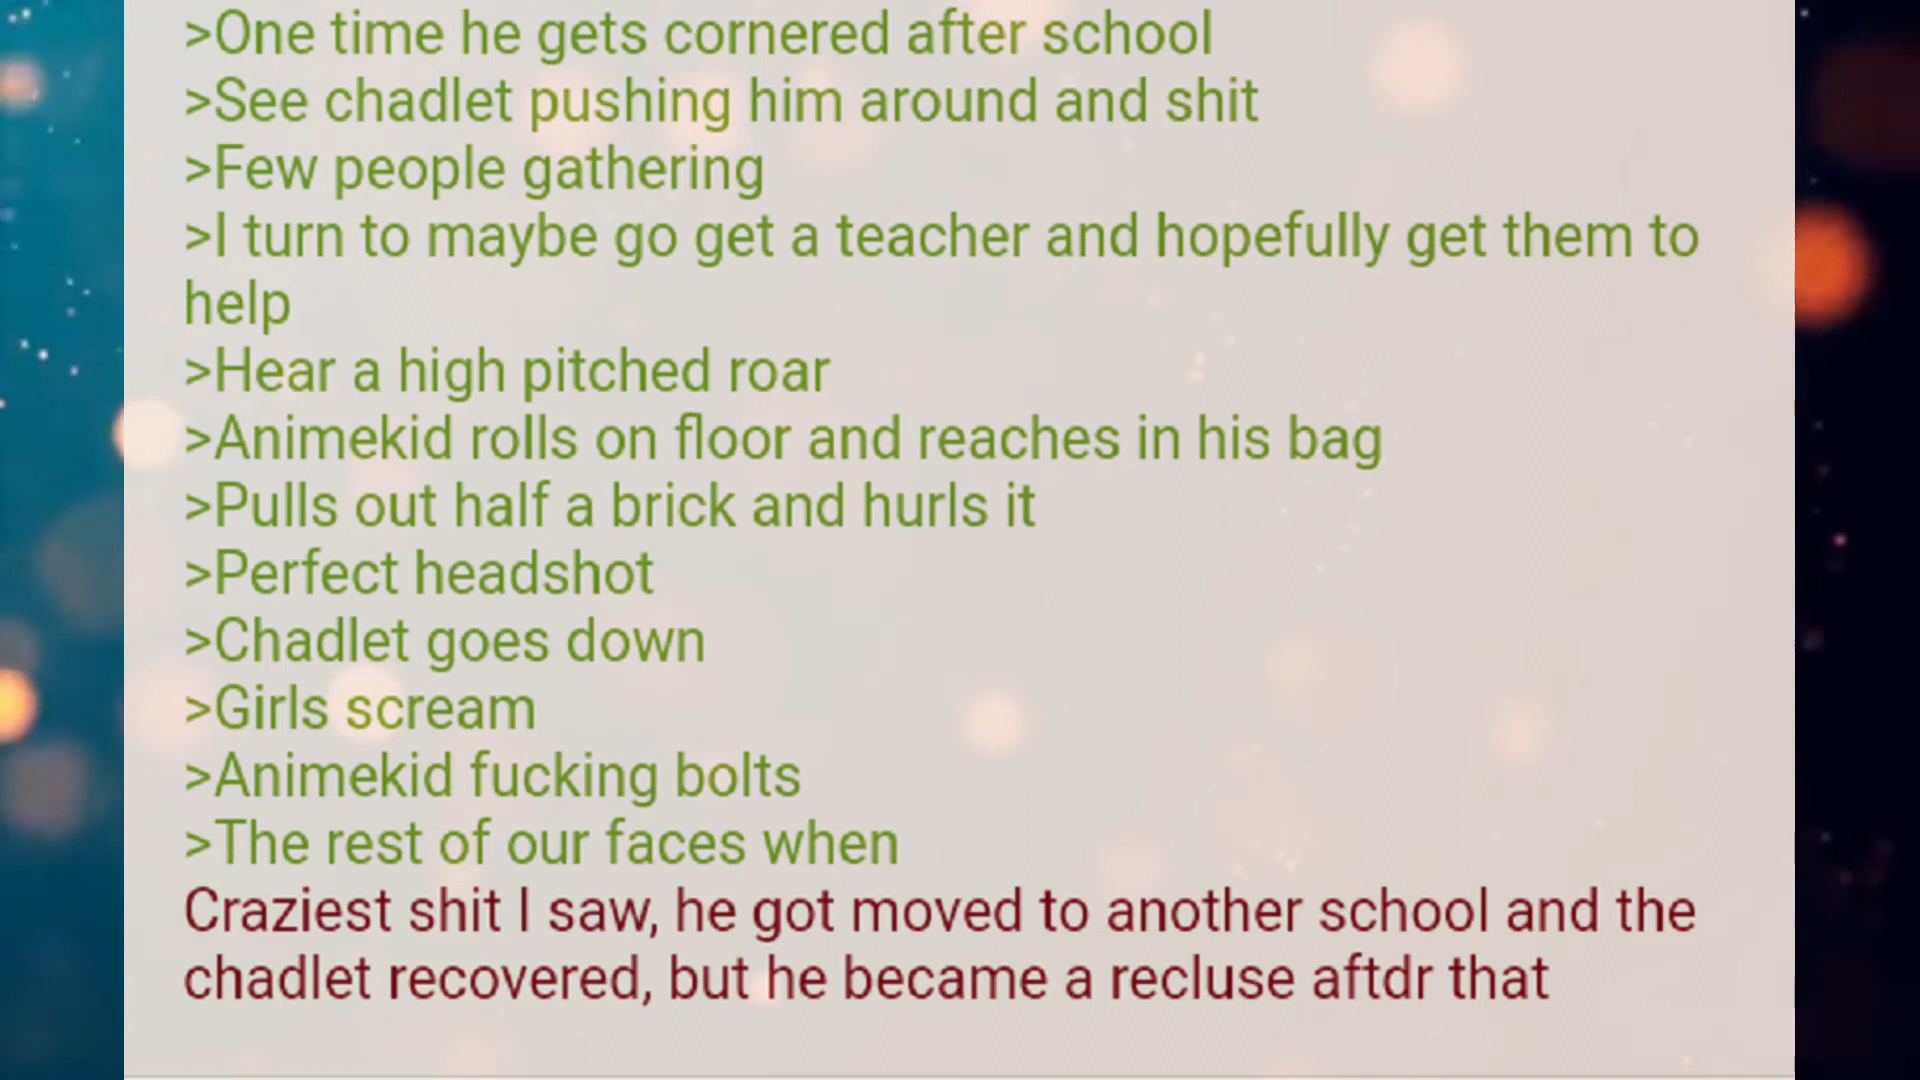 >One time he gets cornered after school
>See chadlet pushing him around and shit
>Few people gathering
>I turn to maybe go get a teacher and hopefully get them to
help
>Hear a high pitched roar
>Animekid rolls on floor and reaches in his bag
>Pulls out half a brick and hurls it
>Perfect headshot
>Chadlet goes down
>Girls scream
>Animekid fucking bolts
>The rest of our faces when
Craziest shit I saw, he got moved to another school and the
chadlet recovered, but he became a recluse aftdr that